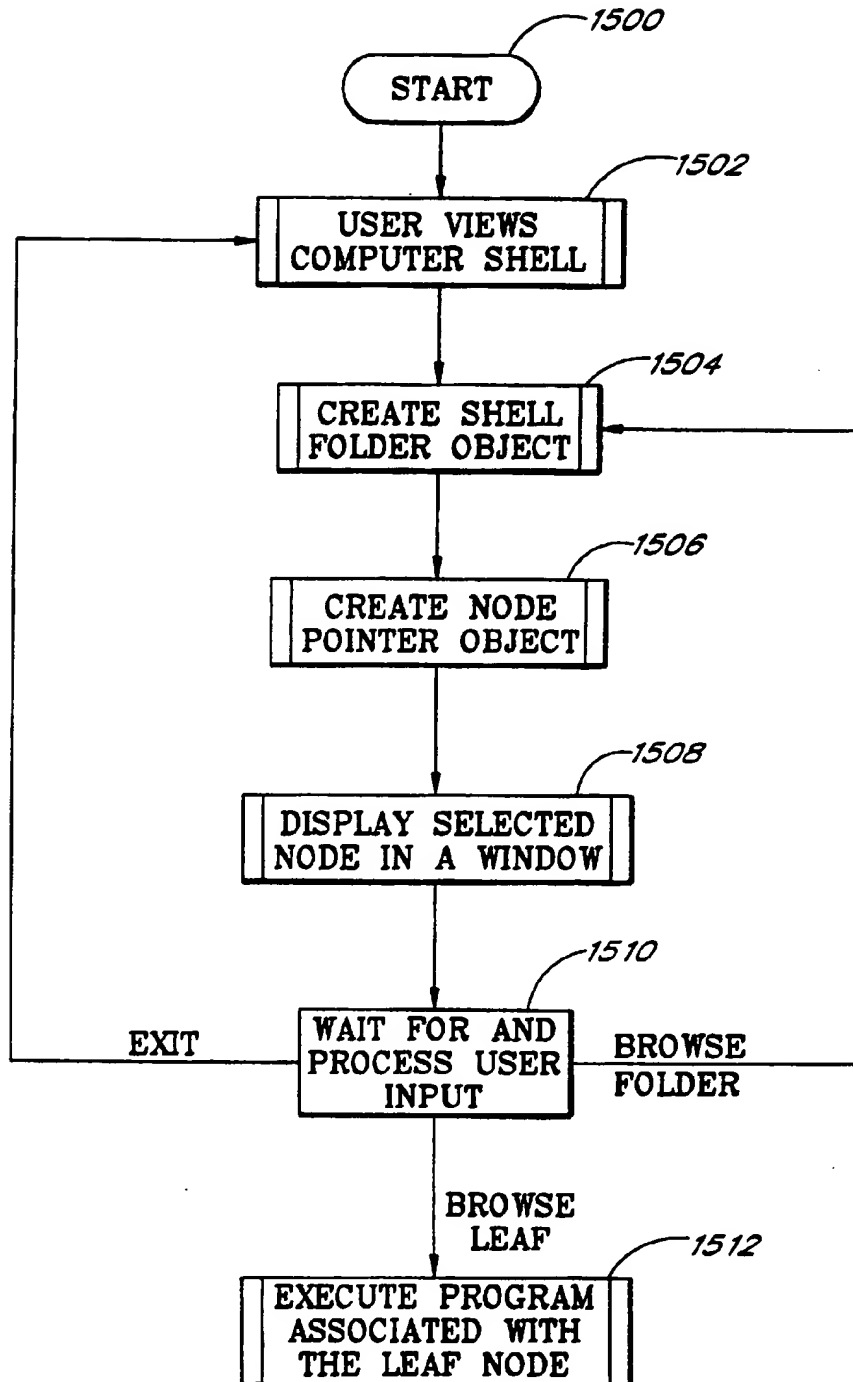 1500
START
1502
USER VIEWS
COMPUTER SHELL
1504
CREATE SHELL
FOLDER OBJECT
1506
CREATE NODE
POINTER OBJECT
1508
DISPLAY SELECTED
NODE IN A WINDOW
1510
WAIT FOR AND
PROCESS USER
INPUT
EXIT
BROWSE
FOLDER
BROWSE
LEAF
1512
EXECUTE PROGRAM
ASSOCIATED WITH
THE LEAF NODE